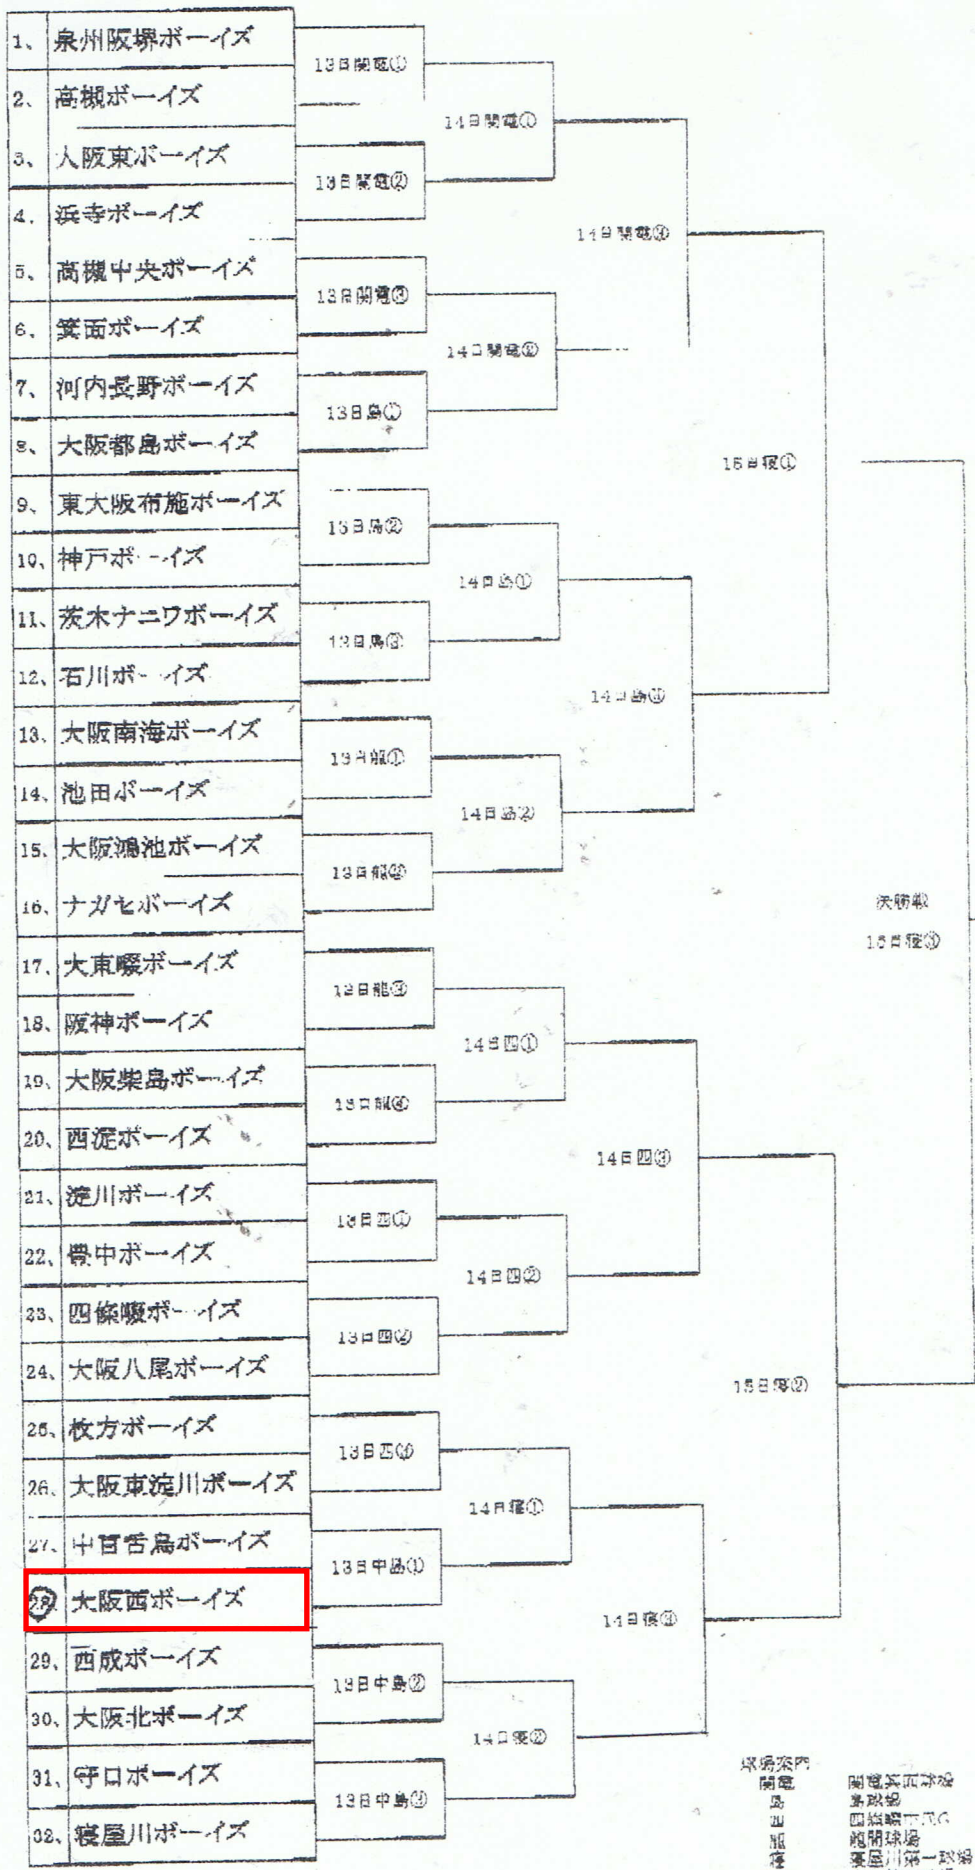 1、泉州阪堺ボーイズ
2、高槻ボーイズ
3、大阪東ボーイズ
4、浜寺ボーイズ
5、高槻中央ボーイズ
6、箕面ボーイズ
7、河内長野ボーイズ
8、大阪都島ボーイズ
9、東大阪布施ボーイズ
10、神戸ボーイズ
11、茨木ナニワボーイズ
12、石川ボーイズ
13、大阪南海ボーイズ
14、池田ボーイズ
15、大阪鴻池ボーイズ
16、ナガセボーイズ
17、大東畷ボーイズ
18、阪神ボーイズ
19、大阪柴島ボーイズ
20、西淀ボーイズ
21、淀川ボーイズ
22、豊中ボーイズ
23、四條畷ボーイズ
24、大阪八尾ボーイズ
25、枚方ボーイズ
26、大阪東淀川ボーイズ
27、中百舌鳥ボーイズ
28 大阪西ボーイズ
29、西成ボーイズ
30、大阪北ボーイズ
31、守口ボーイズ
32、寝屋川ボーイズ
13日関電①
13日関電②
13日関電③
13日島①
13日島②
13日島③
13日龍①
13日龍②
13日龍③
13日龍④
13日四①
13日四②
13日四③
13日中島①
13日中島②
13日中島③
14日関電①
14日関電②
14日島①
14日島②
14日四①
14日四②
14日寝①
14日寝②
14日関電③
14日島③
14日四③
14日寝③
15日寝①
15日寝②
決勝戦
15日寝③
球場案内
関電
島
四
龍
寝
龍間球場
寝屋川第一球場